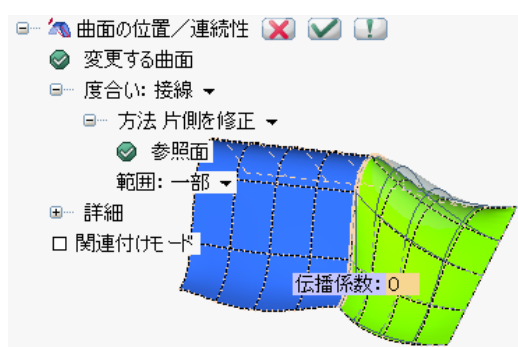 曲面の位置／連続性
変更する曲面
度合い: 接線
方法 片側を修正
参照面
範囲: 一部
詳細
関連付けモード
伝播係数: 0